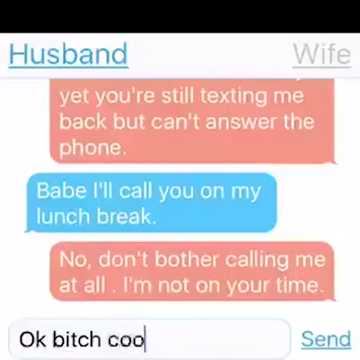 Husband Wife
yet you're still texting me
back but can't answer the
phone.
Babe I'll call you on my
lunch break.
No, don't bother calling me
at all . I'm not on your time.
Ok bitch coo
Send